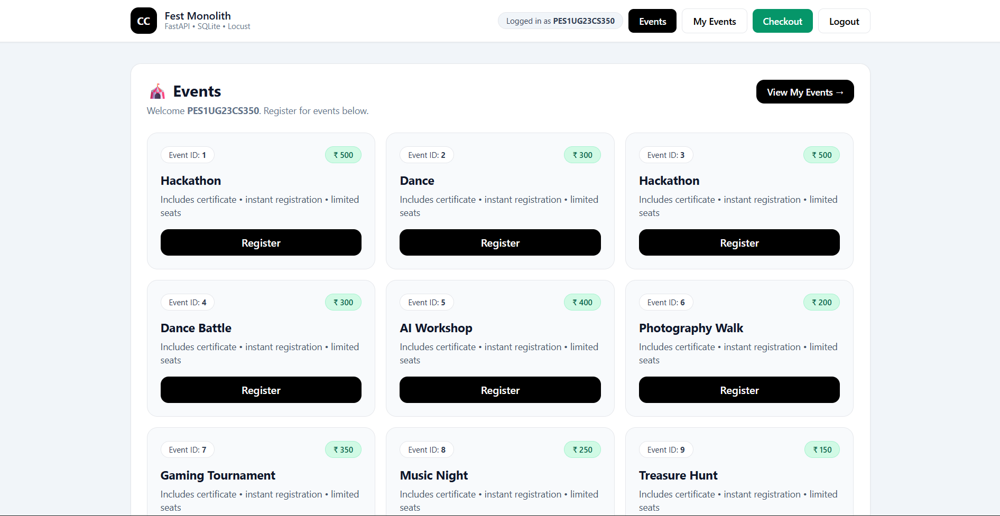 CC
Fest Monolith
FastAPI • SQLite • Locust
Logged in as PES1UG23CS350
Events
My Events
Checkout
Logout
Events
View My Events →
Welcome PES1UG23CS350. Register for events below.
Event ID: 1
₹ 500
Hackathon
Includes certificate • instant registration • limited
seats
Register
Event ID: 2
₹ 300
Dance
Includes certificate • instant registration • limited
seats
Register
Event ID: 3
₹ 500
Hackathon
Includes certificate • instant registration • limited
seats
Register
Event ID: 4
₹ 300
Dance Battle
Includes certificate • instant registration • limited
seats
Register
Event ID: 5
₹ 400
AI Workshop
Includes certificate • instant registration • limited
seats
Register
Event ID: 6
₹ 200
Photography Walk
Includes certificate • instant registration • limited
seats
Register
Event ID: 7
₹ 350
Gaming Tournament
Includes certificate • instant registration • limited
seats
Event ID: 8
₹ 250
Music Night
Includes certificate • instant registration • limited
seats
Event ID: 9
₹ 150
Treasure Hunt
Includes certificate • instant registration • limited
seats